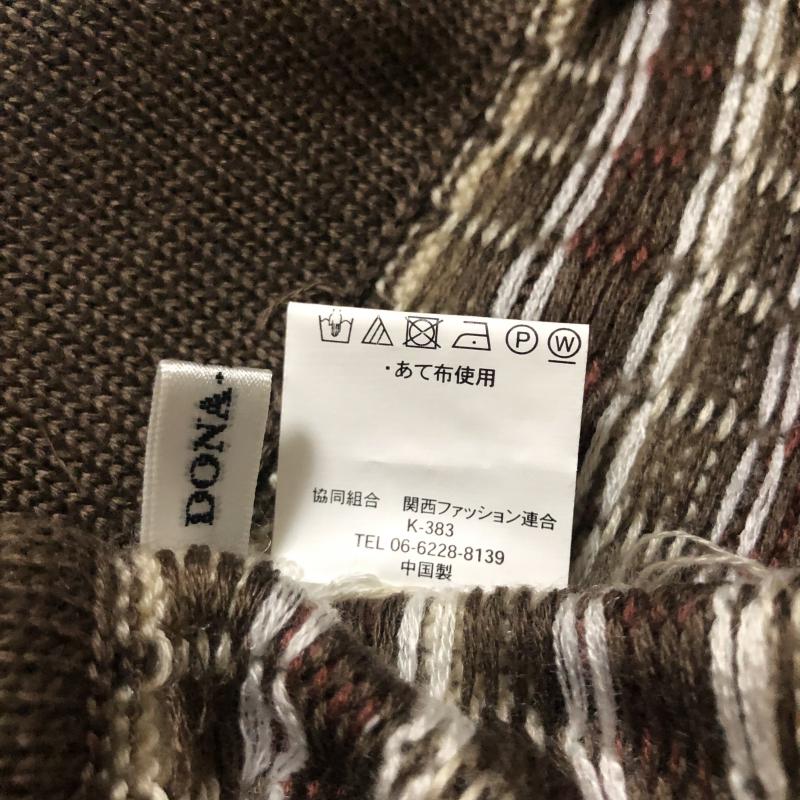 P W
・あて布使用
協同組合 関西ファッション連合
K-383
TEL 06-6228-8139
中国製
DONA